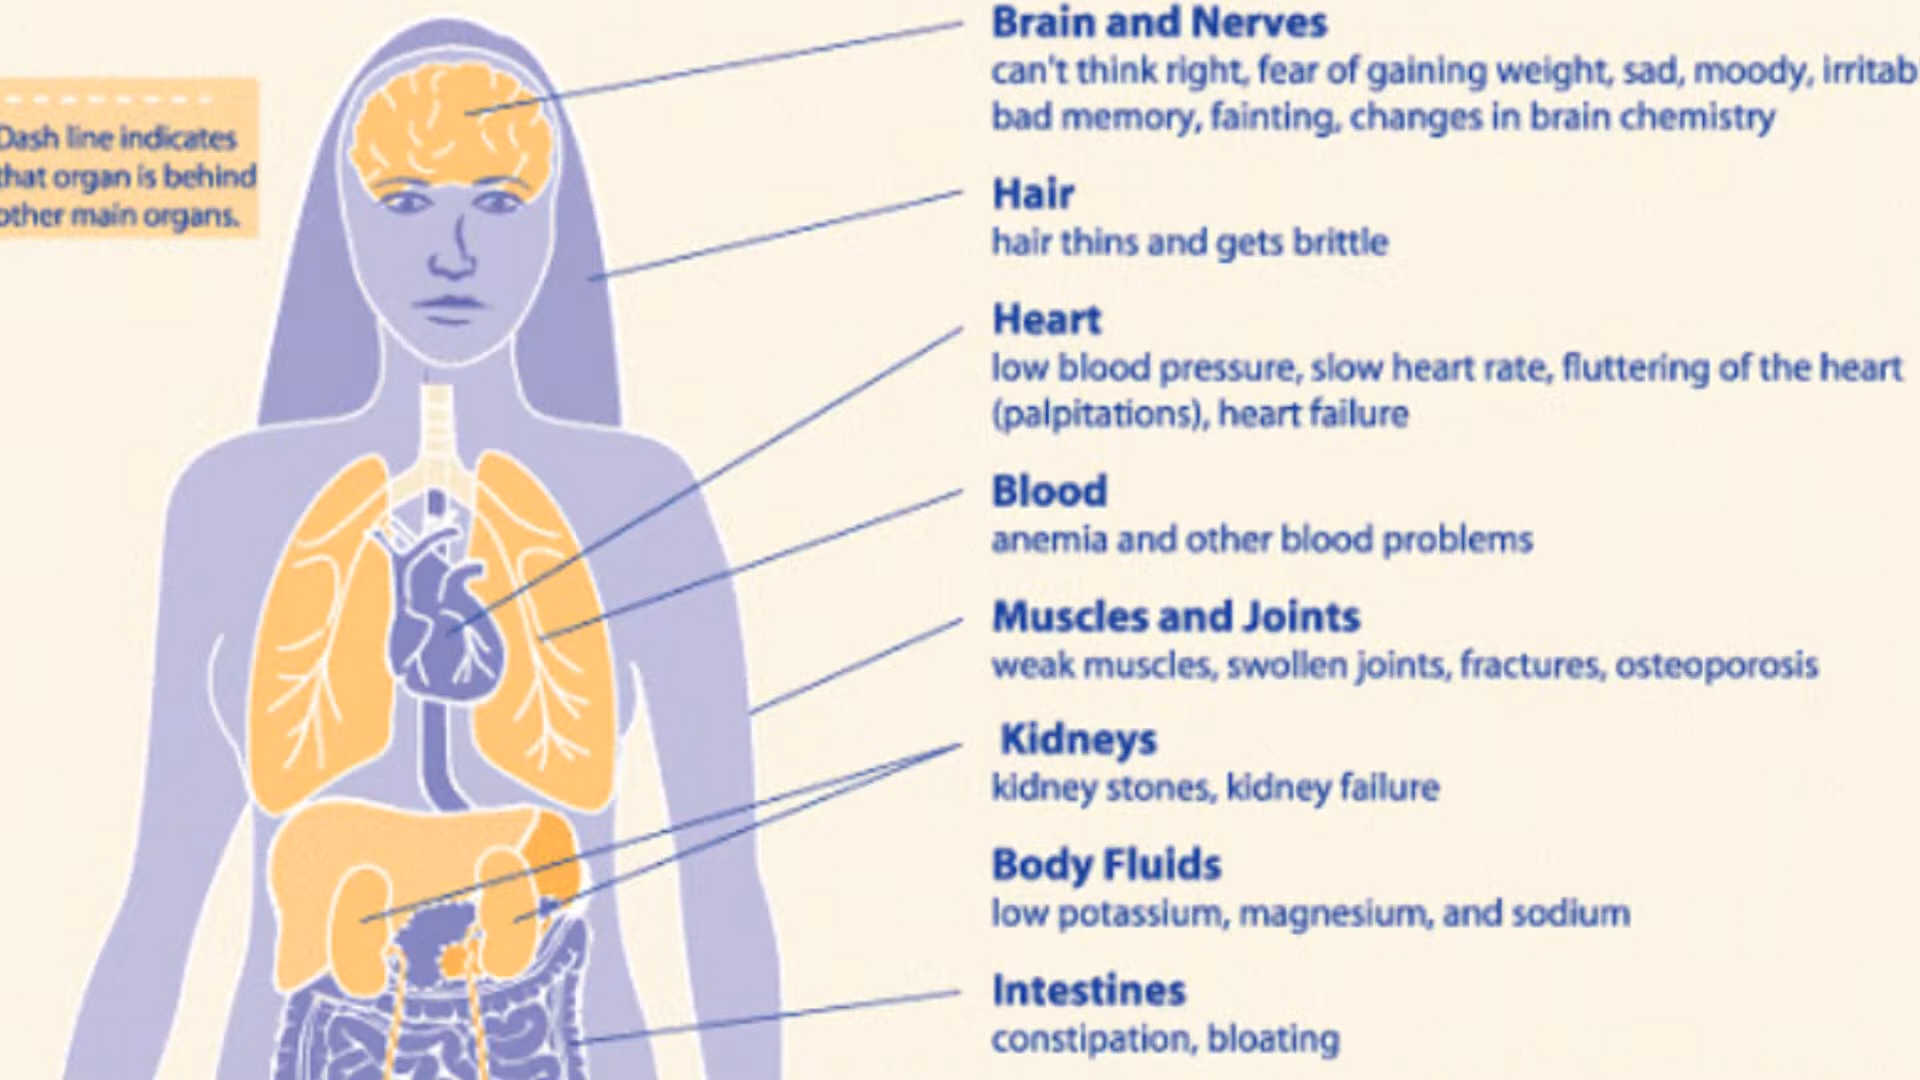 Dash line indicates
that organ is behind
other main organs.
Brain and Nerves
can't think right, fear of gaining weight, sad, moody,
bad memory, fainting, changes in brain chemistry
Hair
hair thins and gets brittle
Heart
low blood pressure, slow heart rate, fluttering of the heart
(palpitations), heart failure
Blood
anemia and other blood problems
Muscles and Joints
weak muscles, swollen joints, fractures, osteoporosis
Kidneys
kidney stones, kidney failure
Body Fluids
low potassium, magnesium, and sodium
Intestines
constipation, bloating